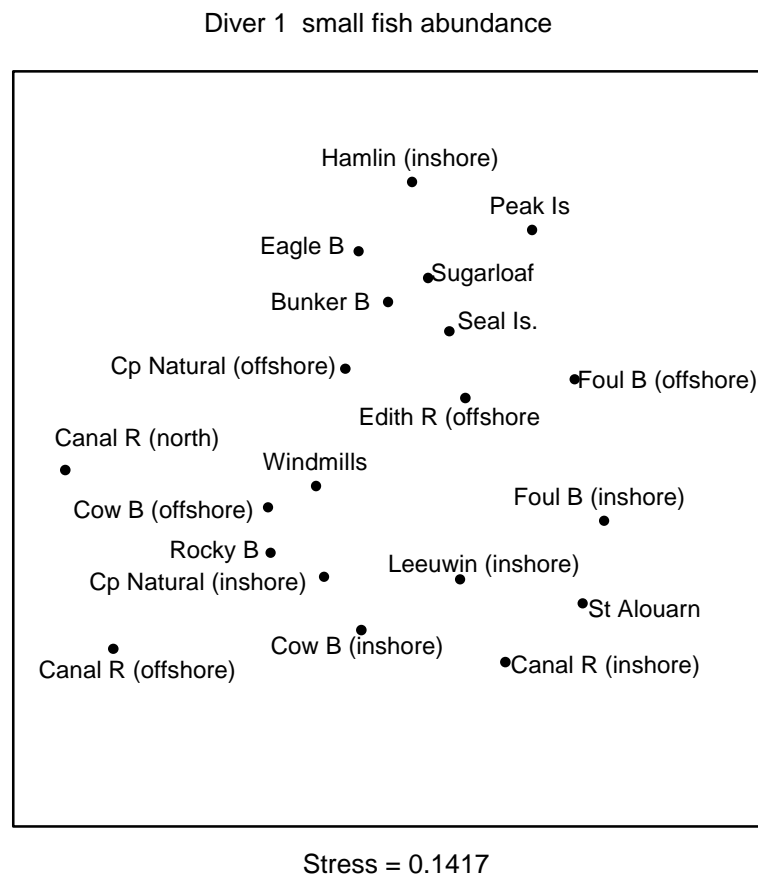 Diver 1 small fish abundance
Hamlin (inshore)
Peak Is
Eagle B
Sugarloaf
Bunker B
Seal Is.
Cp Natural (offshore)
Foul B (offshore)
Edith R (offshore
Canal R (north)
Windmills
Foul B (inshore)
Cow B (offshore)
Rocky B
Leeuwin (inshore)
Cp Natural (inshore)
St Alouarn
Cow B (inshore)
Canal R (inshore)
Canal R (offshore)
Stress = 0.1417